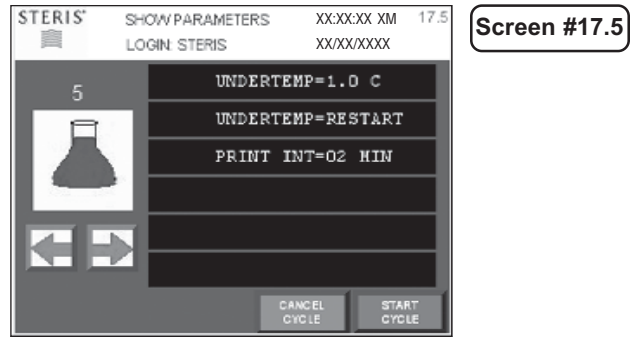 STERIS® SHOW PARAMETERS XX:XX:XX XM 17.5
LOGIN: STERIS XX/XX/XXXX
Screen #17.5
5
UNDERTEMP=1.0 C
UNDERTEMP=RESTART
PRINT INT=02 MIN
CANCEL CYCLE
START CYCLE